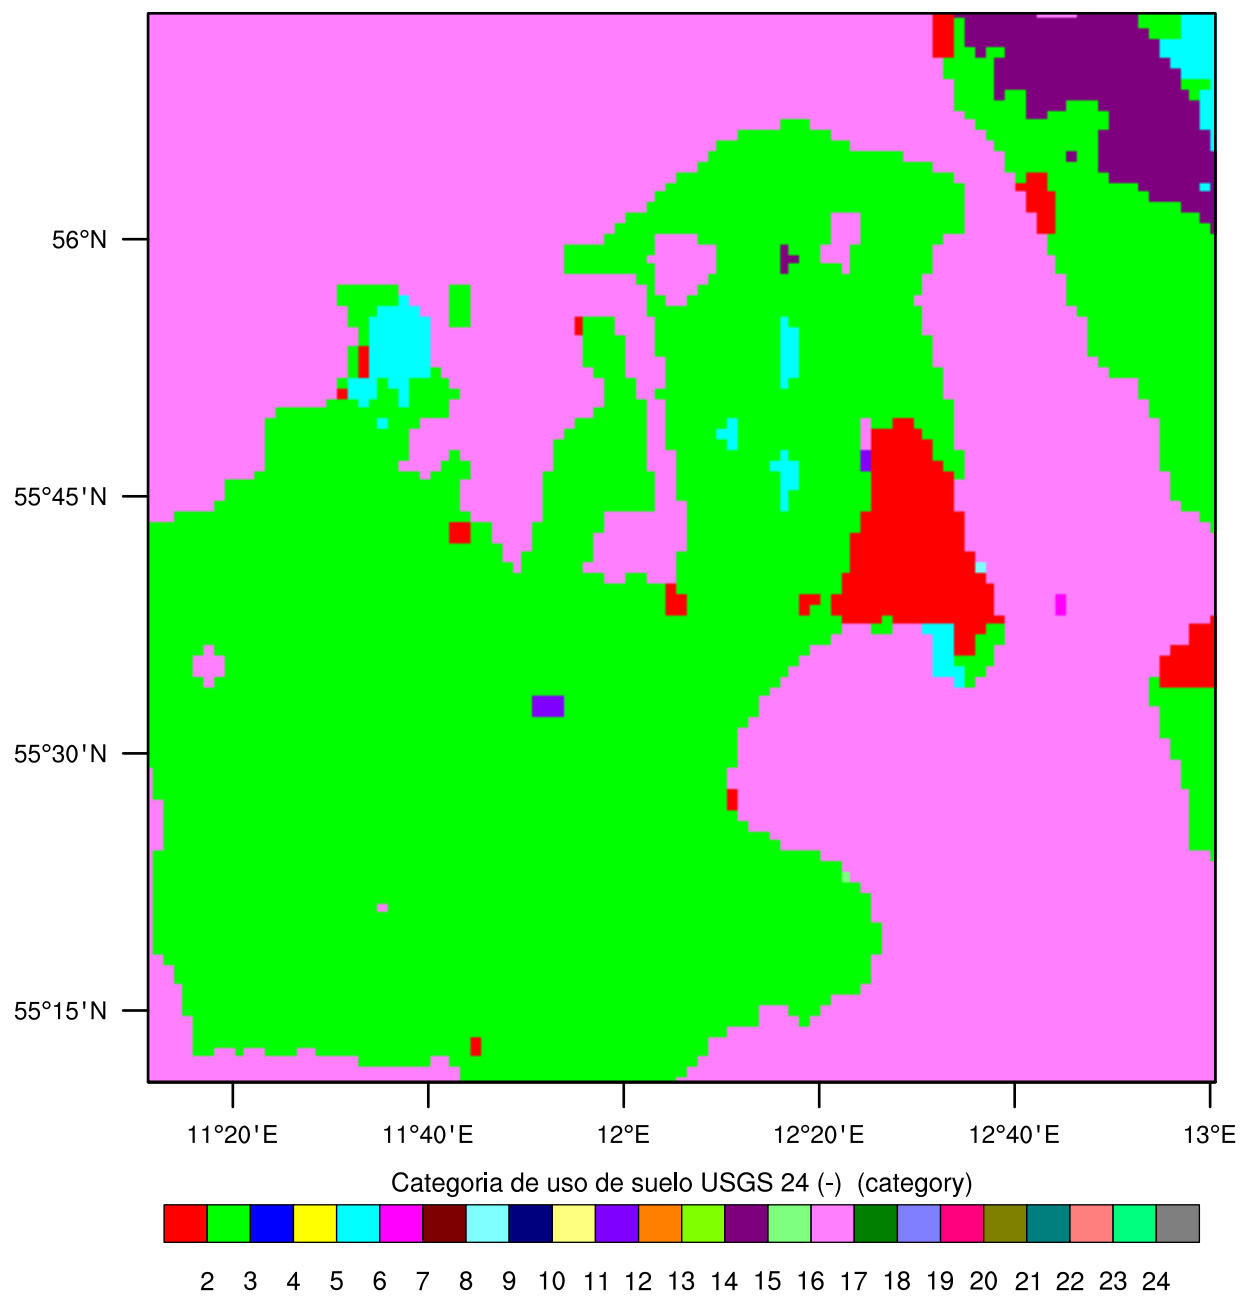 56°N
55°45'N
55°30'N
55°15'N
11°20'E 11°40'E 12°E 12°20'E 12°40'E 13°E
Categoria de uso de suelo USGS 24 (-) (category)
2 3 4 5 6 7 8 9 10 11 12 13 14 15 16 17 18 19 20 21 22 23 24